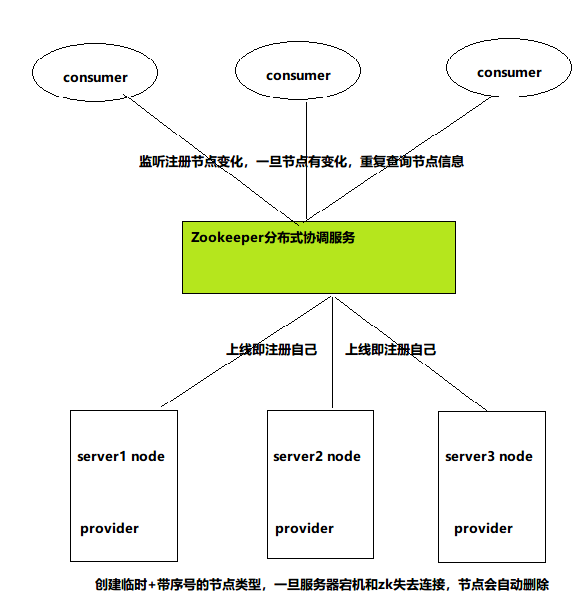 consumer
consumer
consumer
监听注册节点变化，一旦节点有变化，重复查询节点信息
Zookeeper分布式协调服务
上线即注册自己
上线即注册自己
server1 node
server2 node
server3 node
provider
provider
provider
创建临时+带序号的节点类型，一旦服务器宕机和zk失去连接，节点会自动删除